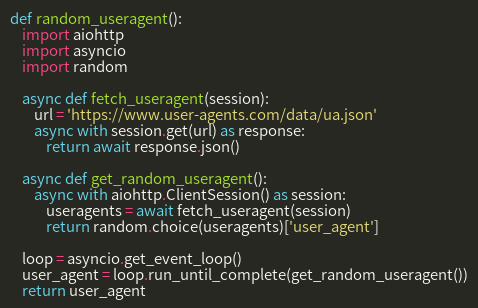 def random_useragent():
    import aiohttp
    import asyncio
    import random

    async def fetch_useragent(session):
        url = 'https://www.user-agents.com/data/ua.json'
        async with session.get(url) as response:
            return await response.json()

    async def get_random_useragent():
        async with aiohttp.ClientSession() as session:
            useragents = await fetch_useragent(session)
            return random.choice(useragents)['user_agent']

    loop = asyncio.get_event_loop()
    user_agent = loop.run_until_complete(get_random_useragent())
    return user_agent